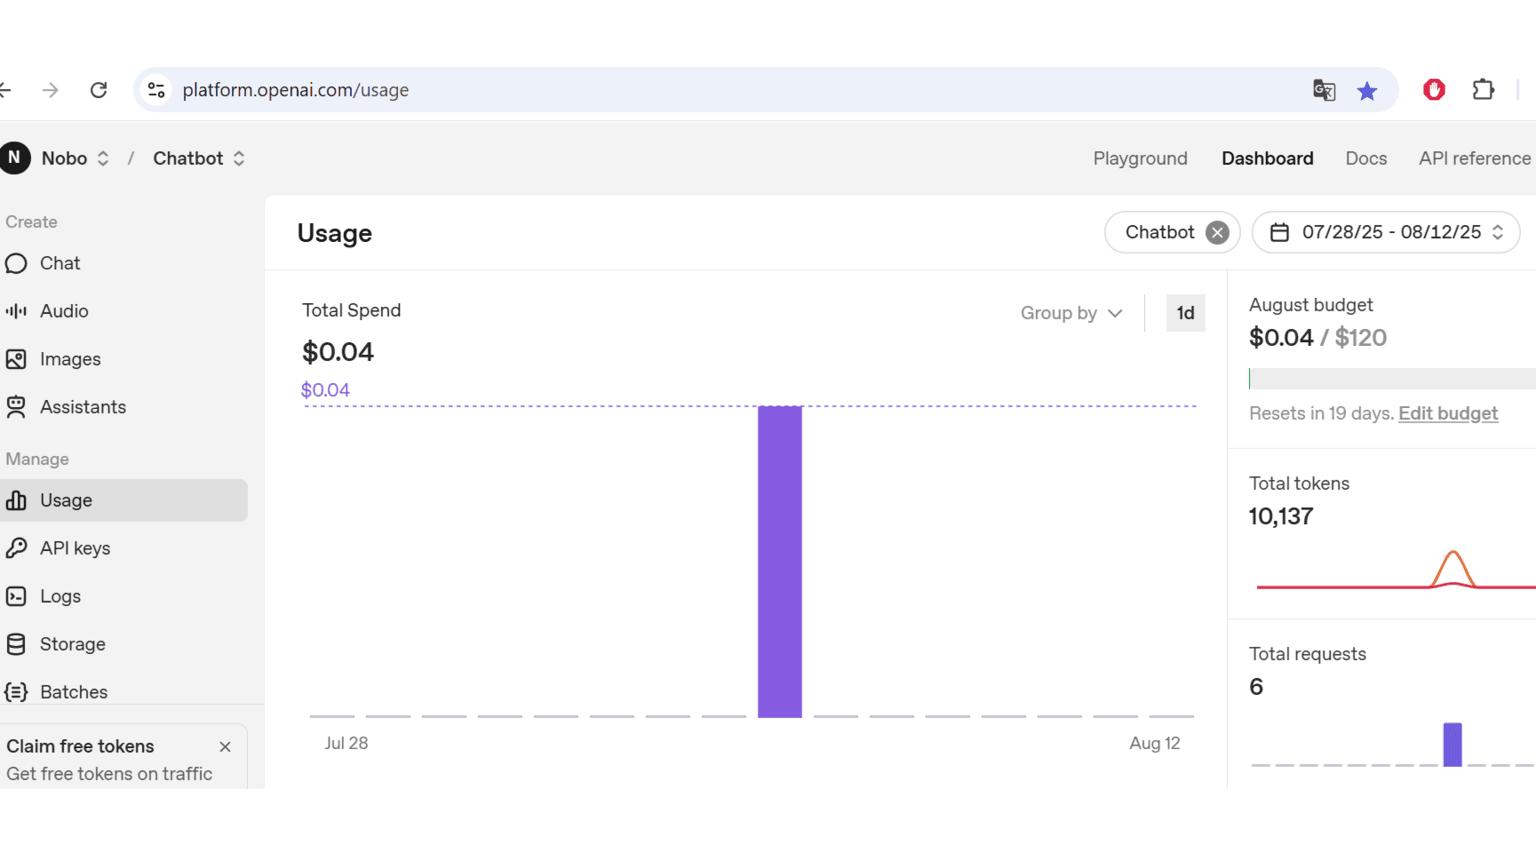 platform.openai.com/usage
N Nobo / Chatbot
Playground Dashboard Docs API reference
Create
Chat
Audio
Images
Assistants
Manage
Usage
API keys
Logs
Storage
Batches
Claim free tokens
Get free tokens on traffic
Usage
Chatbot
07/28/25 - 08/12/25
Total Spend
Group by
1d
$0.04
$0.04
Jul 28
Aug 12
August budget
$0.04 / $120
Resets in 19 days. Edit budget
Total tokens
10,137
Total requests
6